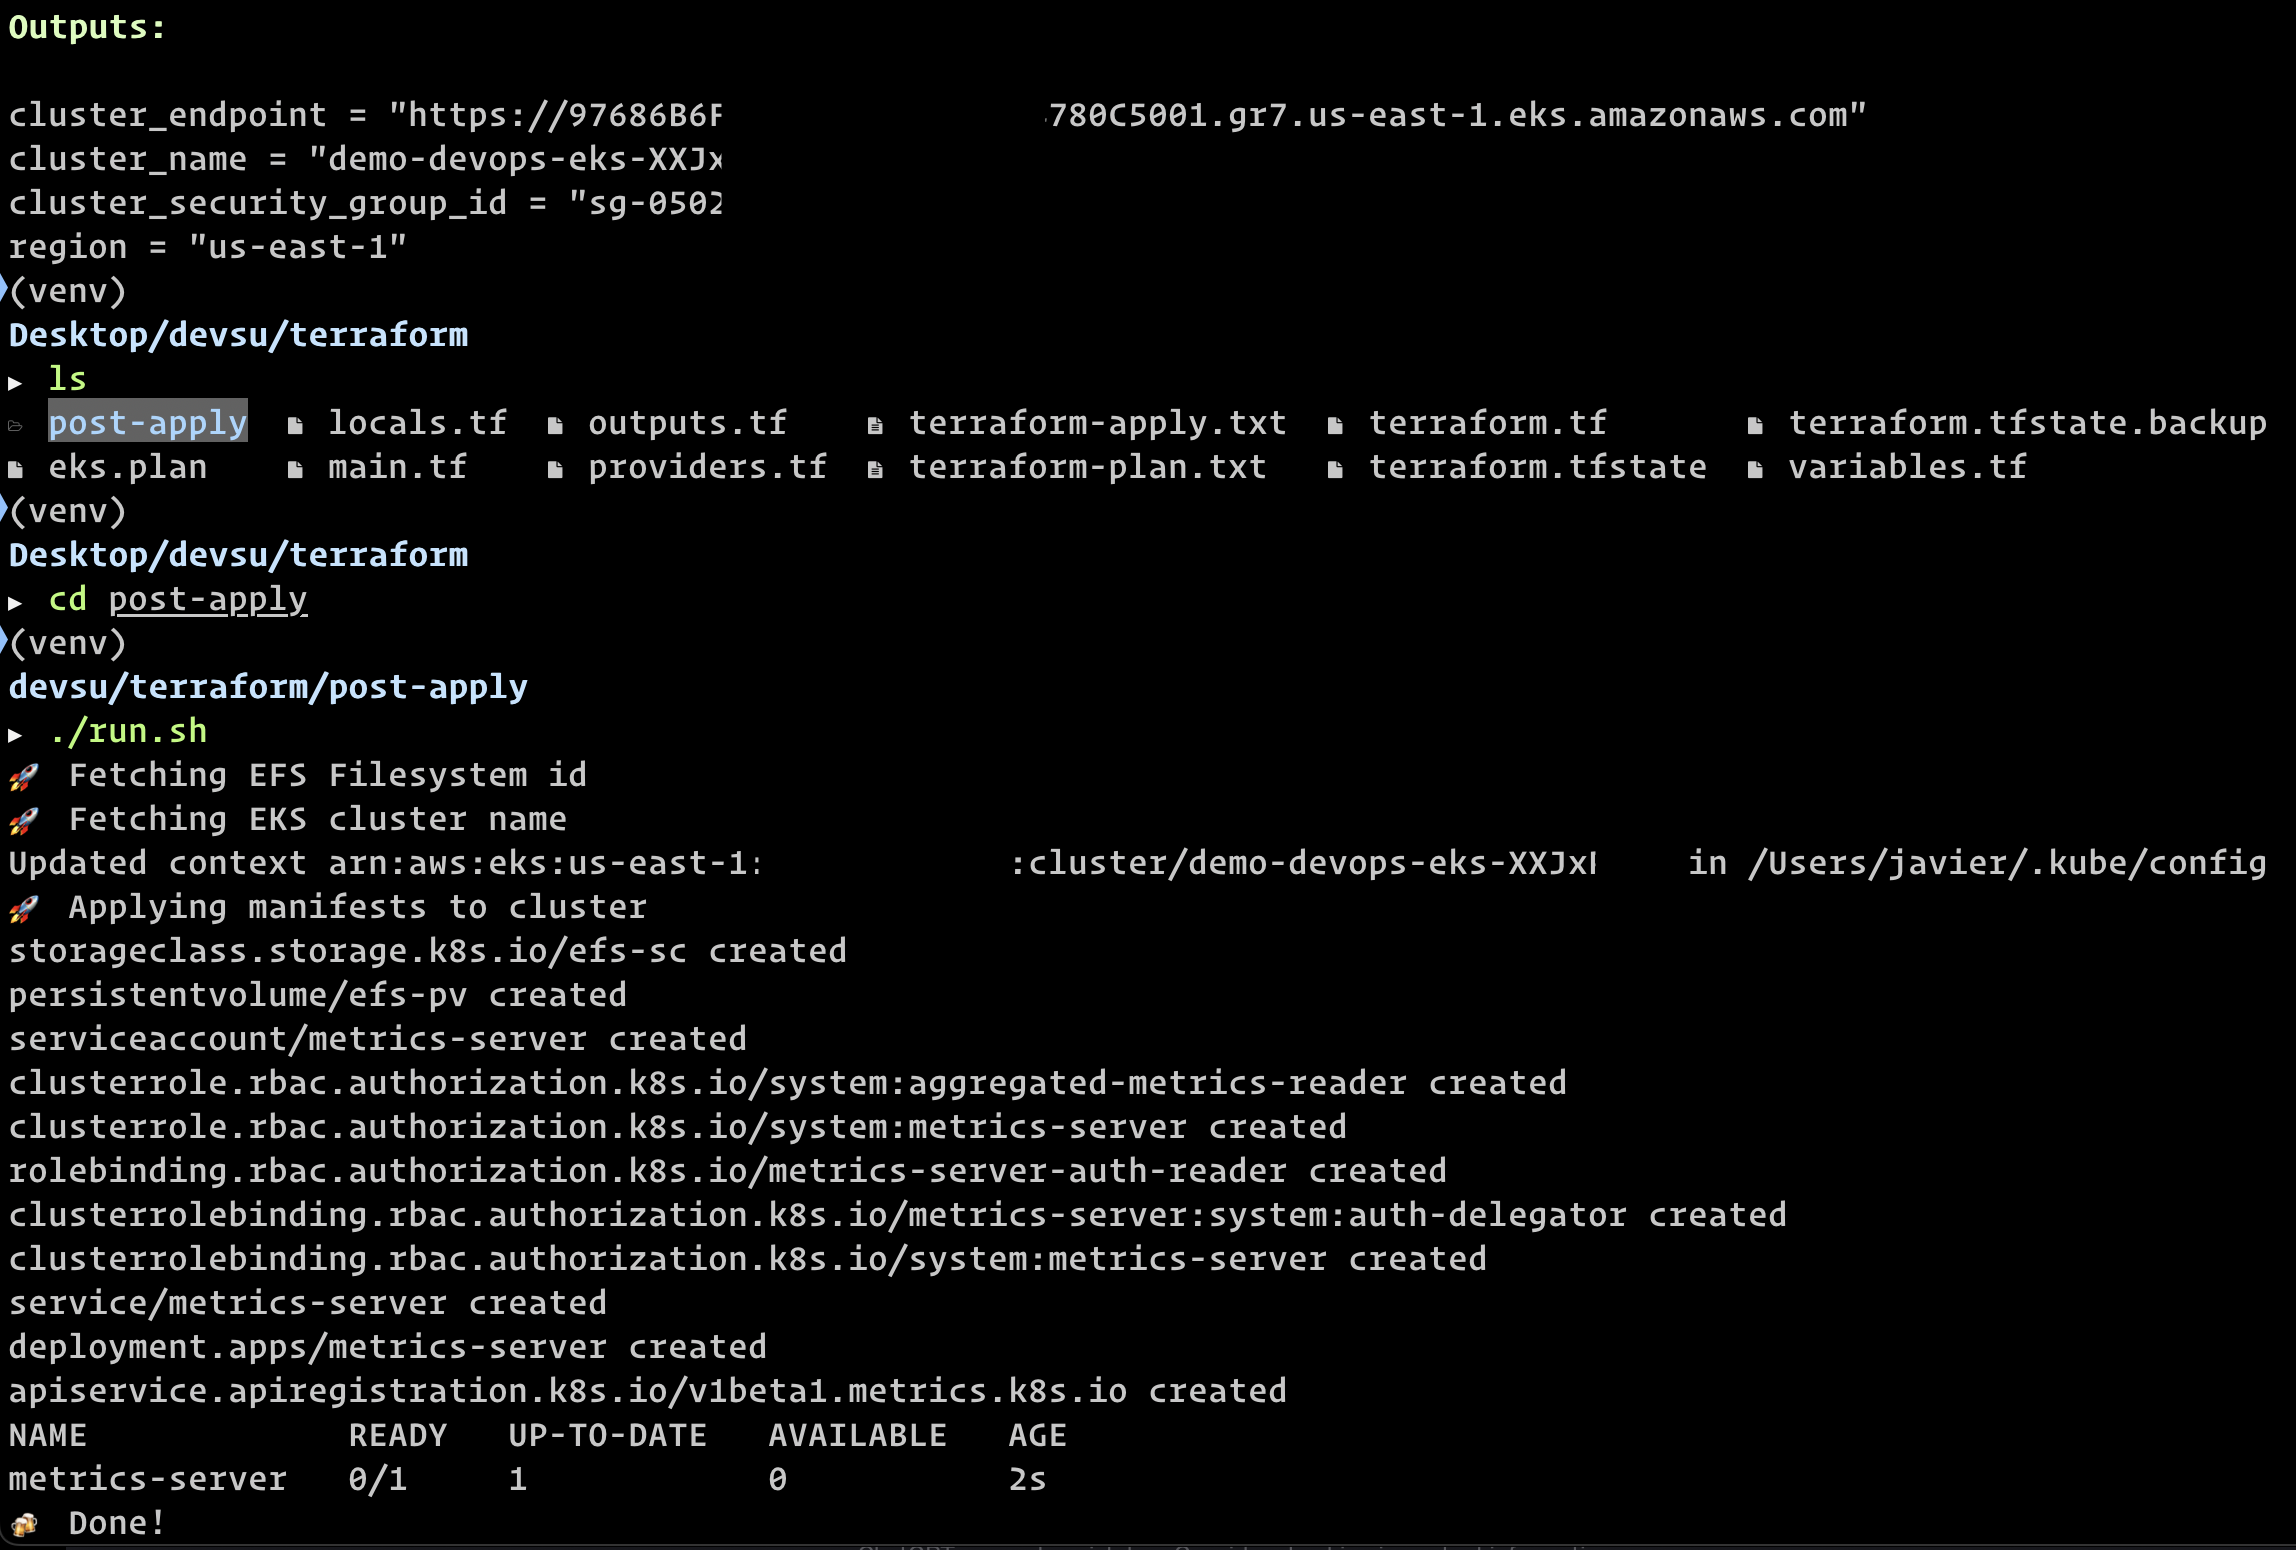 Outputs:
cluster_endpoint = "https://97686B6F 780C5001.gr7.us-east-1.eks.amazonaws.com"
cluster_name = "demo-devops-eks-XXJx
cluster_security_group_id = "sg-0502
region = "us-east-1"
(venv)
Desktop/devsu/terraform
▶ ls
post-apply locals.tf outputs.tf terraform-apply.txt terraform.tf terraform.tfstate.backup
eks.plan main.tf providers.tf terraform-plan.txt terraform.tfstate variables.tf
(venv)
Desktop/devsu/terraform
▶ cd post-apply
(venv)
devsu/terraform/post-apply
▶ ./run.sh
🚀 Fetching EFS Filesystem id
🚀 Fetching EKS cluster name
Updated context arn:aws:eks:us-east-1: :cluster/demo-devops-eks-XXJx in /Users/javier/.kube/config
🚀 Applying manifests to cluster
storageclass.storage.k8s.io/efs-sc created
persistentvolume/efs-pv created
serviceaccount/metrics-server created
clusterrole.rbac.authorization.k8s.io/system:aggregated-metrics-reader created
clusterrole.rbac.authorization.k8s.io/system:metrics-server created
rolebinding.rbac.authorization.k8s.io/metrics-server-auth-reader created
clusterrolebinding.rbac.authorization.k8s.io/metrics-server:system:auth-delegator created
clusterrolebinding.rbac.authorization.k8s.io/system:metrics-server created
service/metrics-server created
deployment.apps/metrics-server created
apiservice.apiregistration.k8s.io/v1beta1.metrics.k8s.io created
NAME READY UP-TO-DATE AVAILABLE AGE
metrics-server 0/1 1 0 2s
🍻 Done!